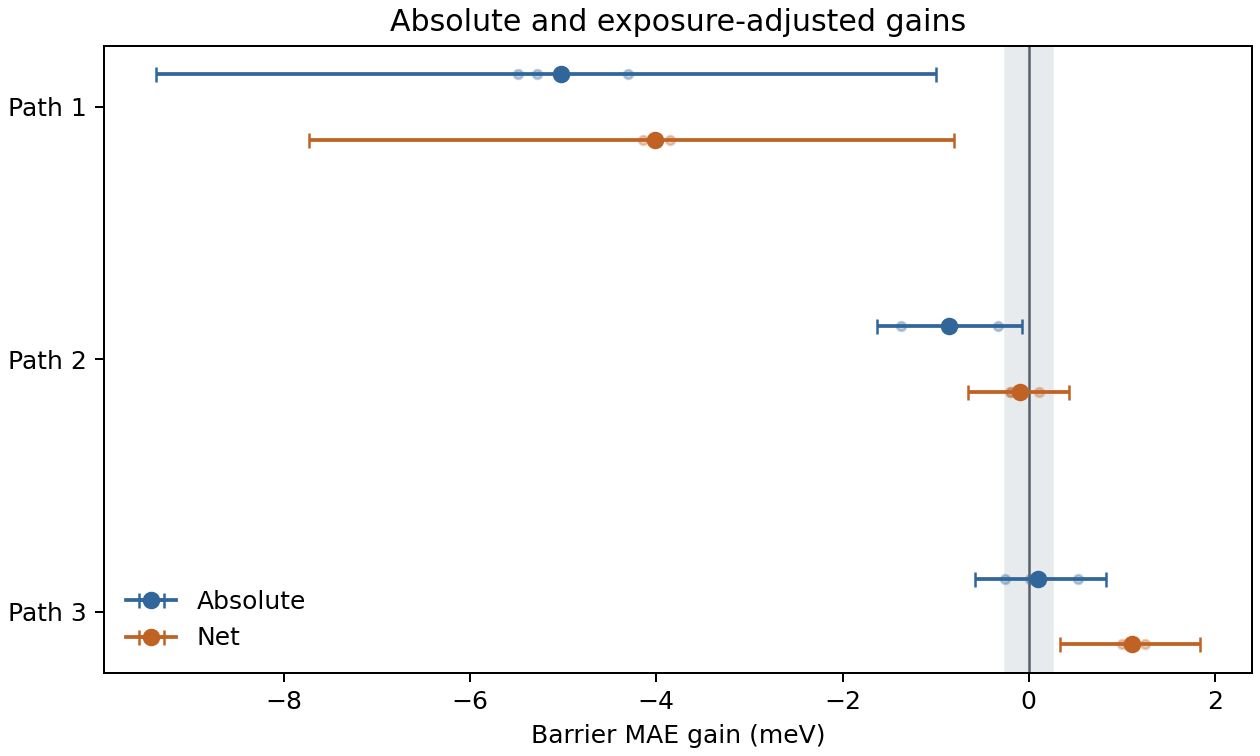 Absolute and exposure-adjusted gains
Path 1
Path 2
Path 3
Absolute
Net
−8 −6 −4 −2 0 2
Barrier MAE gain (meV)